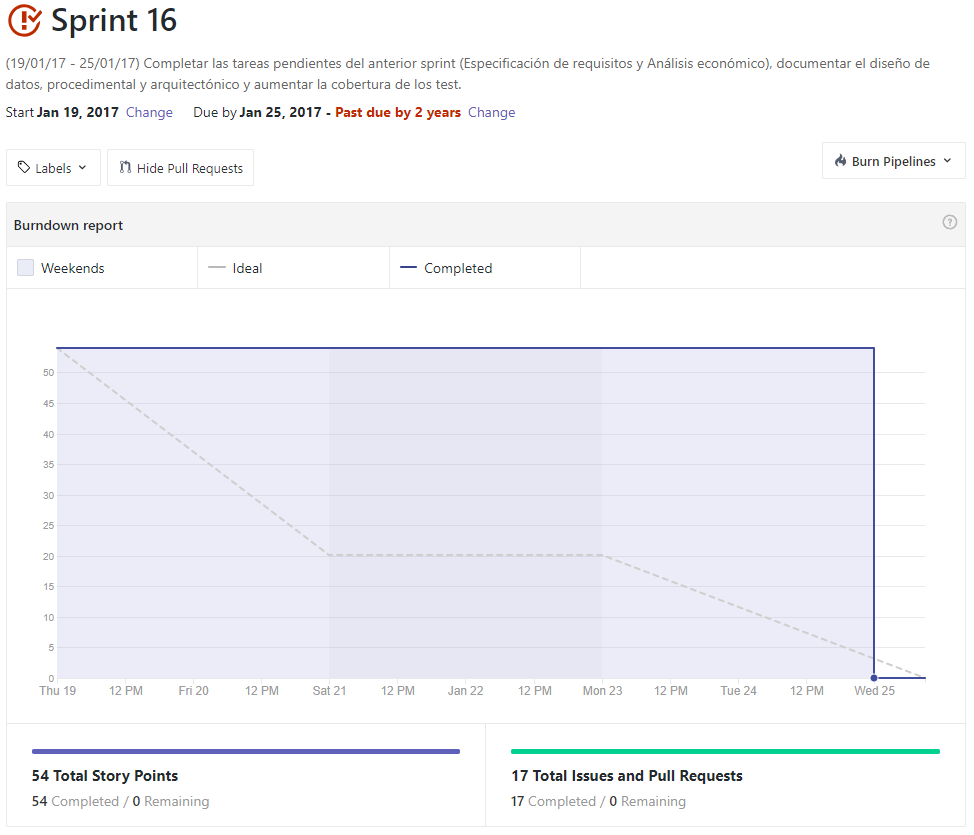 Sprint 16
(19/01/17 - 25/01/17) Completar las tareas pendientes del anterior sprint (Especificación de requisitos y Análisis económico), documentar el diseño de
datos, procedimental y arquitectónico y aumentar la cobertura de los test.
Start Jan 19, 2017 Change Due by Jan 25, 2017 - Past due by 2 years Change
Labels Hide Pull Requests Burn Pipelines
Burndown report ?
Weekends Ideal Completed
50
45
40
35
30
25
20
15
10
5
0
Thu 19 12 PM Fri 20 12 PM Sat 21 12 PM Jan 22 12 PM Mon 23 12 PM Tue 24 12 PM Wed 25
54 Total Story Points 17 Total Issues and Pull Requests
54 Completed / 0 Remaining 17 Completed / 0 Remaining